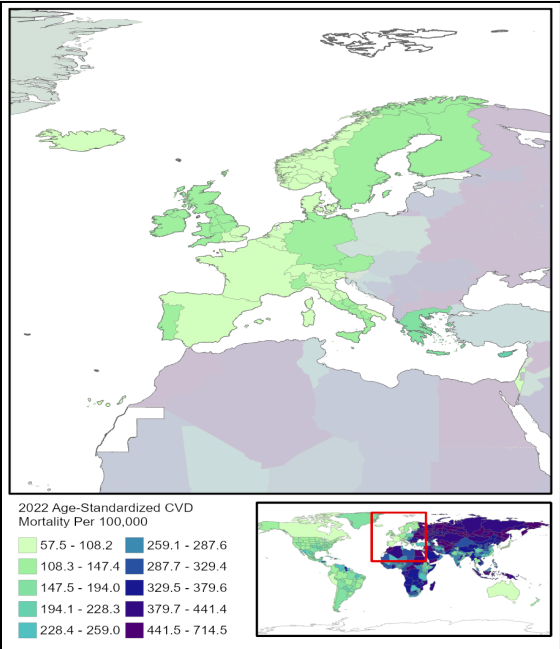 2022 Age-Standardized CVD
Mortality Per 100,000
57.5 - 108.2
108.3 - 147.4
147.5 - 194.0
194.1 - 228.3
228.4 - 259.0
259.1 - 287.6
287.7 - 329.4
329.5 - 379.6
379.7 - 441.4
441.5 - 714.5